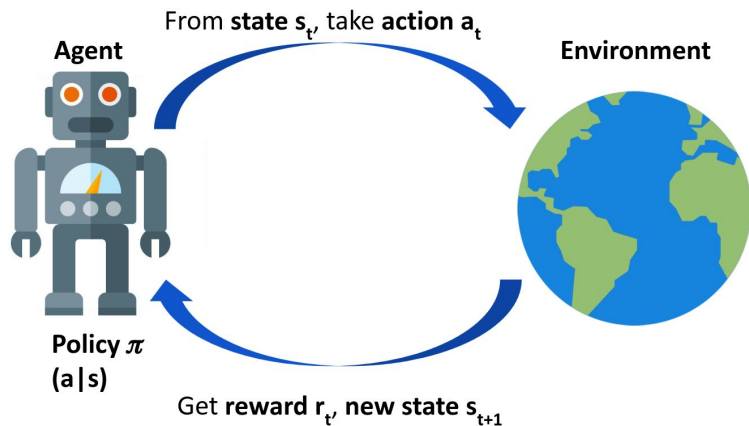 From state sₜ, take action aₜ
Agent
Environment
Policy π
(a|s)
Get reward rₜ, new state sₜ₊₁